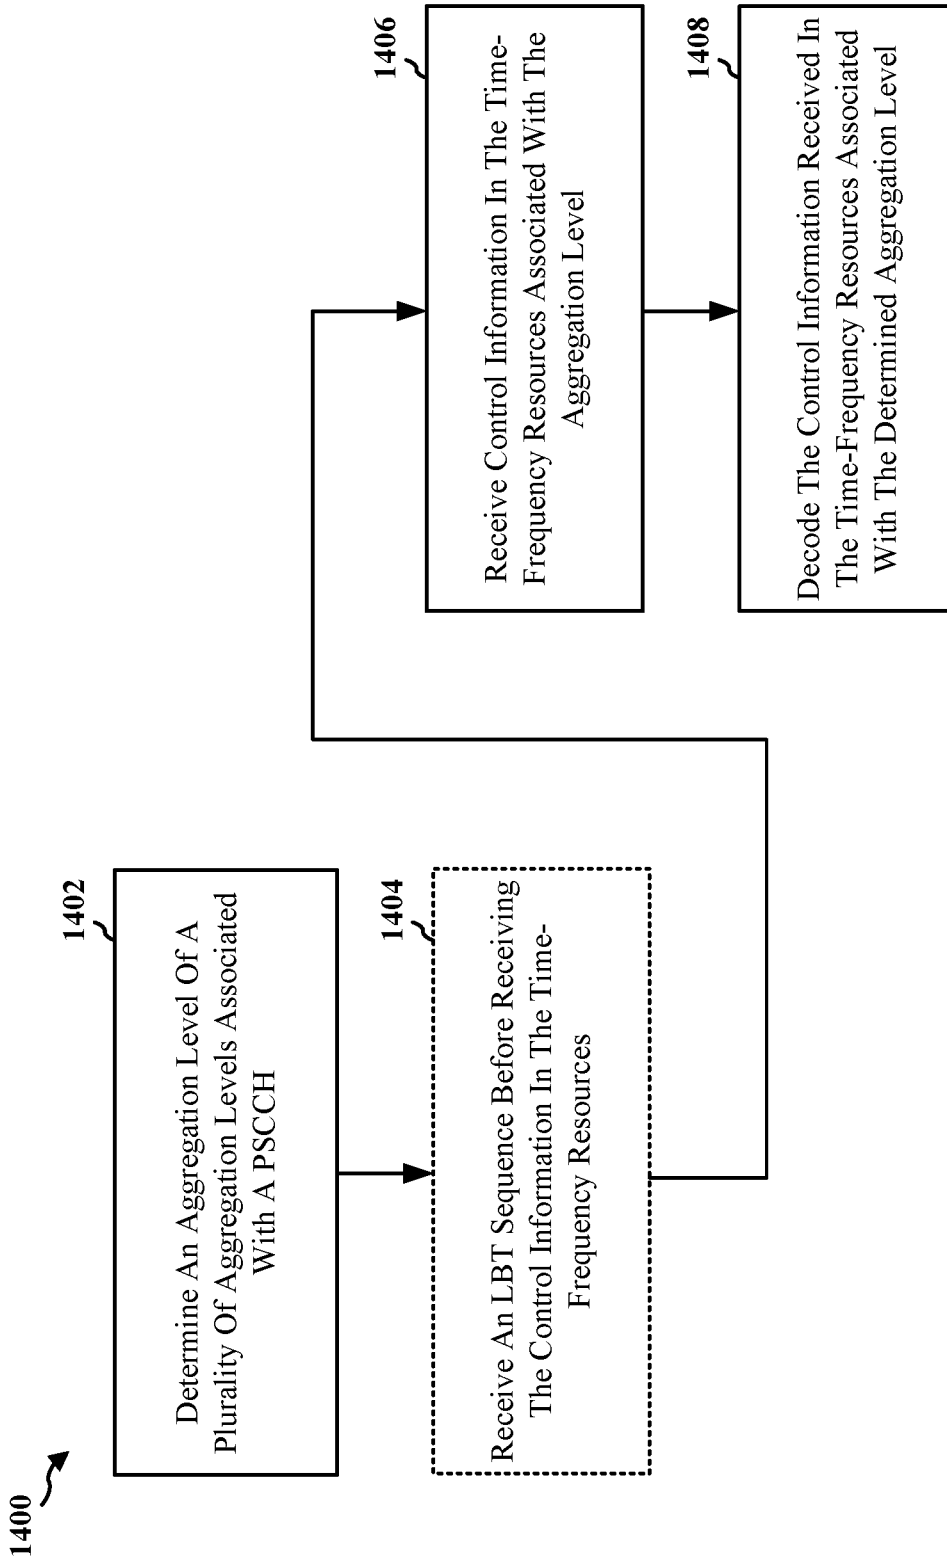 1400
1402
Determine An Aggregation Level Of A
Plurality Of Aggregation Levels Associated
With A PSCCH
1404
Receive An LBT Sequence Before Receiving
The Control Information In The Time-
Frequency Resources
1406
Receive Control Information In The Time-
Frequency Resources Associated With The
Aggregation Level
1408
Decode The Control Information Received In
The Time-Frequency Resources Associated
With The Determined Aggregation Level